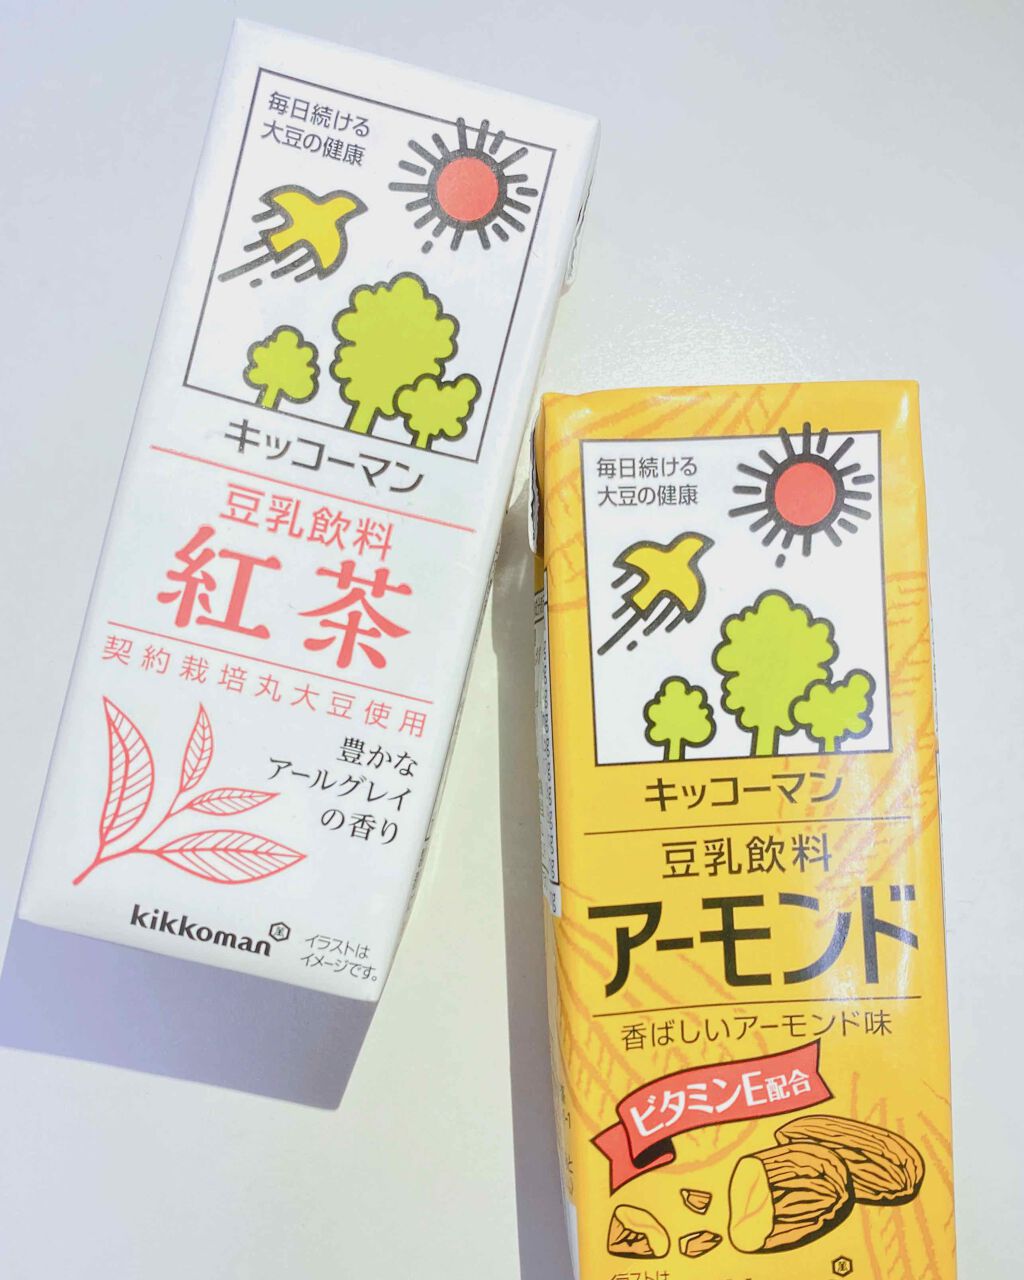 毎日続ける
大豆の健康
キッコーマン
豆乳飲料
紅茶
契約栽培丸大豆使用
豊かな
アールグレイ
の香り
kikkoman
イラストは
イメージです。
毎日続ける
大豆の健康
キッコーマン
豆乳飲料
アーモンド
香ばしいアーモンド味
ビタミンE配合
イラストは